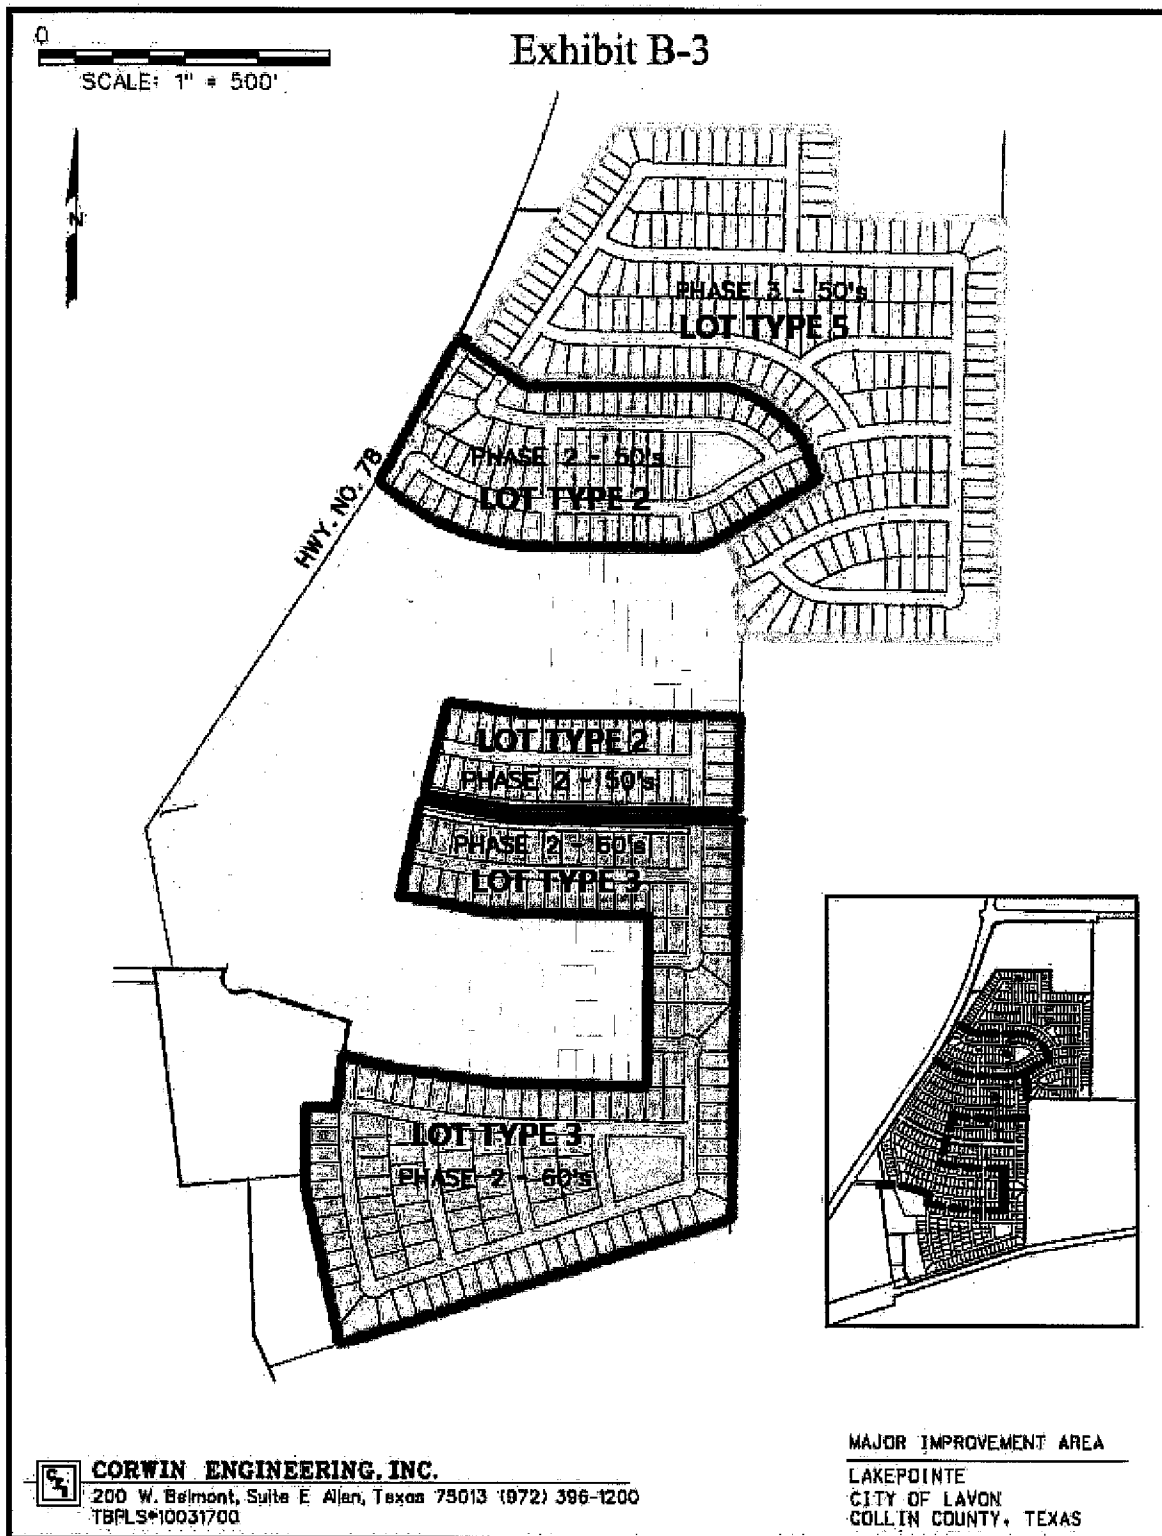 0
Exhibit B-3
SCALE: 1" = 500'
N
PHASE 3 - 50's
LOT TYPE 5
PHASE 2 - 50's
LOT TYPE 2
HWY. NO. 78
LOT TYPE 2
PHASE 2 - 50's
PHASE 2 - 60's
LOT TYPE 3
LOT TYPE 3
PHASE 2 - 60's
MAJOR IMPROVEMENT AREA
LAKEPOINTE
CITY OF LAVON
COLLIN COUNTY, TEXAS
CORWIN ENGINEERING, INC.
200 W. Belmont, Suite E Allen, Texas 75013 (972) 396-1200
TBPLS#10031700